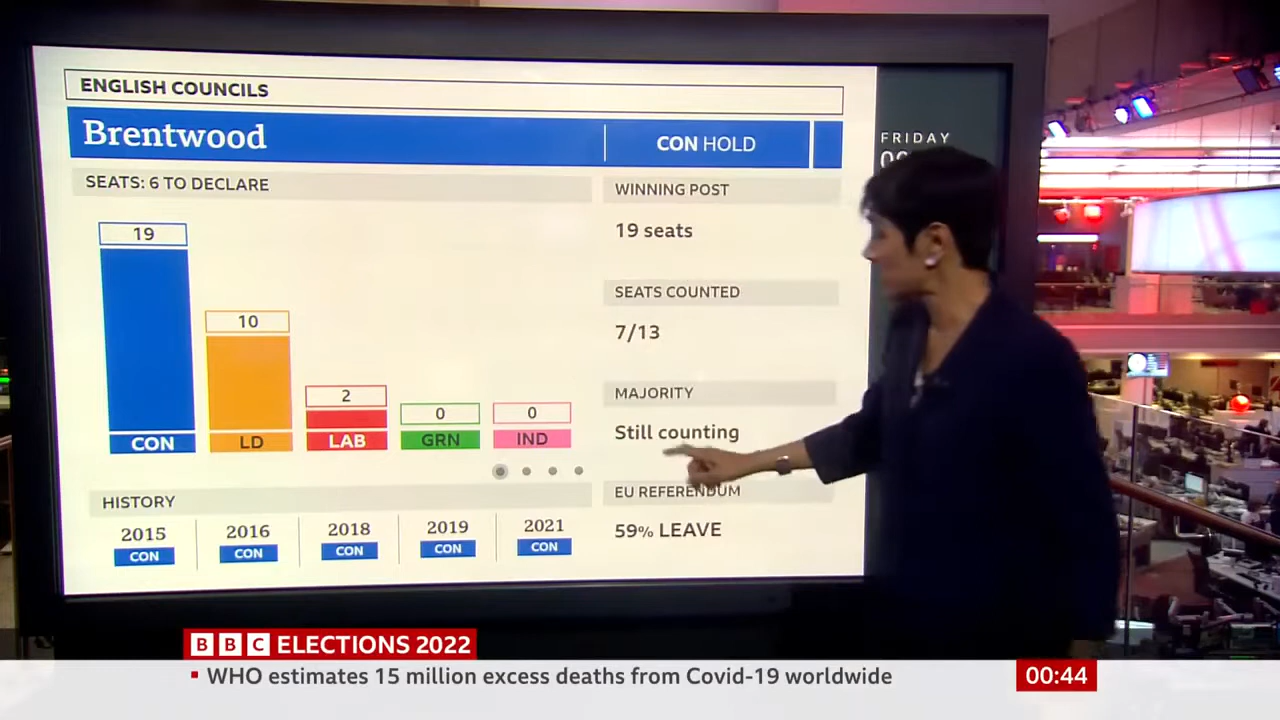 ENGLISH COUNCILS
Brentwood
CON HOLD
SEATS: 6 TO DECLARE
19
10
2
0
0
CON
LD
LAB
GRN
IND
HISTORY
2015
2016
2018
2019
2021
CON
CON
CON
CON
CON
WINNING POST
19 seats
SEATS COUNTED
7/13
MAJORITY
Still counting
EU REFERENDUM
59% LEAVE
FRIDAY
BBC ELECTIONS 2022
WHO estimates 15 million excess deaths from Covid-19 worldwide
00:44